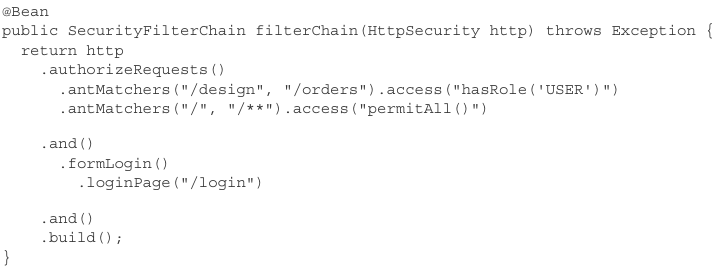 @Bean
public SecurityFilterChain filterChain(HttpSecurity http) throws Exception {
  return http
    .authorizeRequests()
      .antMatchers("/design", "/orders").access("hasRole('USER')")
      .antMatchers("/", "/**").access("permitAll()")

    .and()
      .formLogin()
        .loginPage("/login")

    .and()
    .build();
}